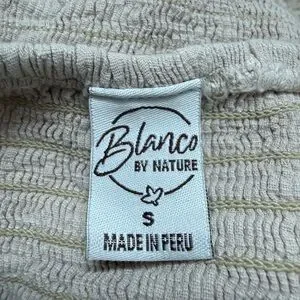 Blanco
BY NATURE
S
MADE IN PERU